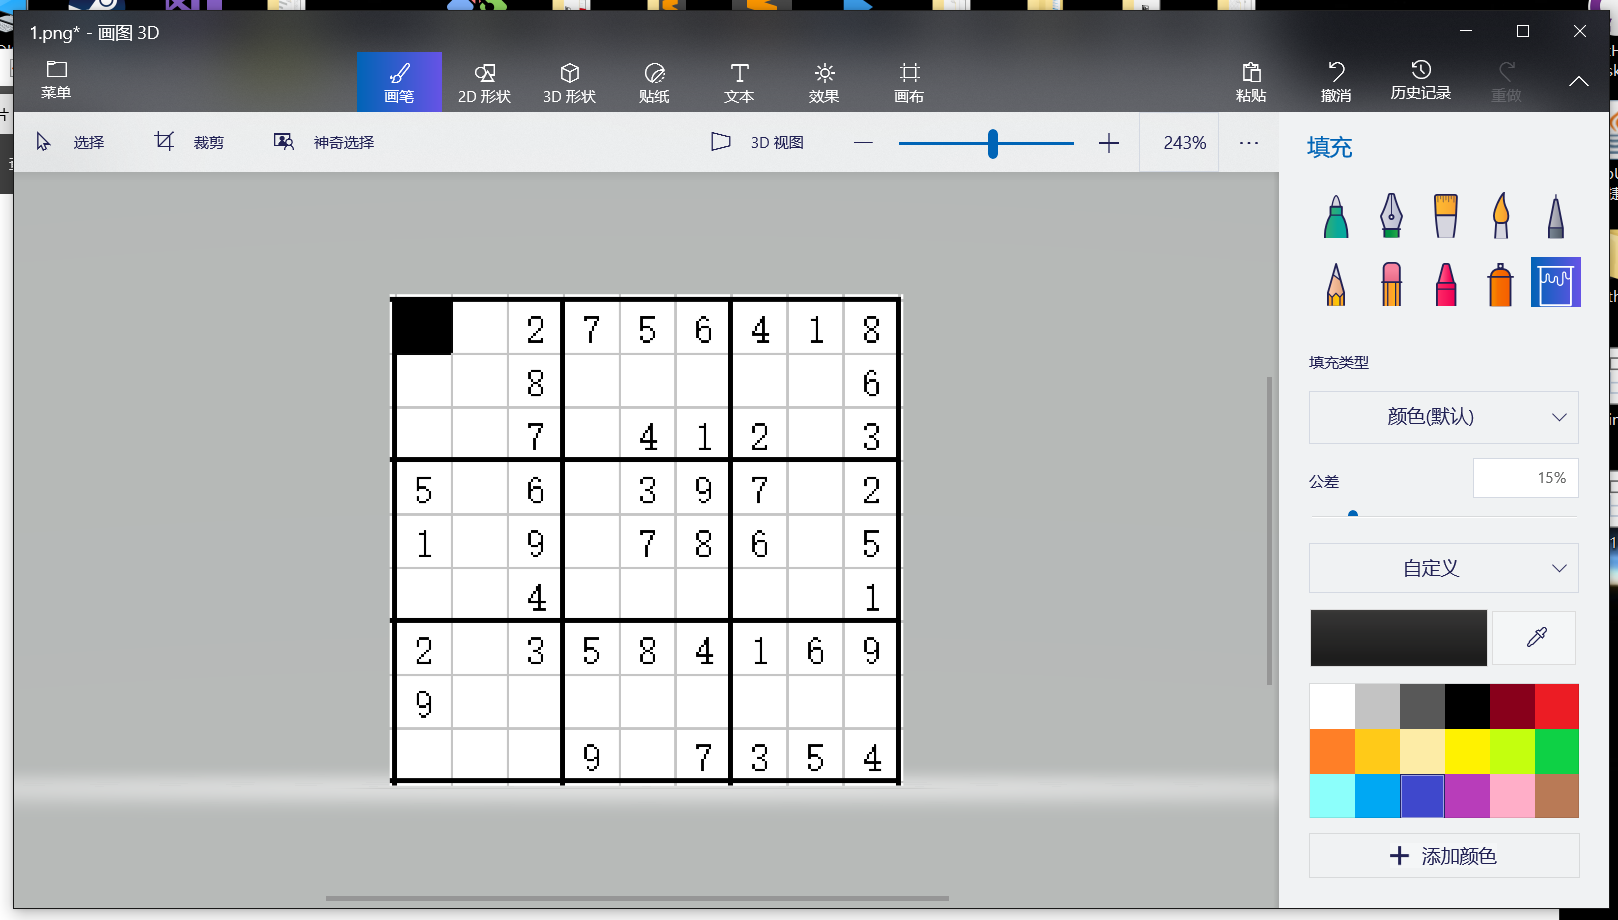 1.png* - 画图 3D
菜单
画笔
2D 形状
3D 形状
贴纸
文本
效果
画布
粘贴
撤消
历史记录
重做
选择
裁剪
神奇选择
3D 视图
243%
填充
填充类型
颜色(默认)
公差
15%
自定义
添加颜色
2 7 5 6 4 1 8
8 6
7 4 1 2 3
5 6 3 9 7 2
1 9 7 8 6 5
4 1
2 3 5 8 4 1 6 9
9
9 7 3 5 4